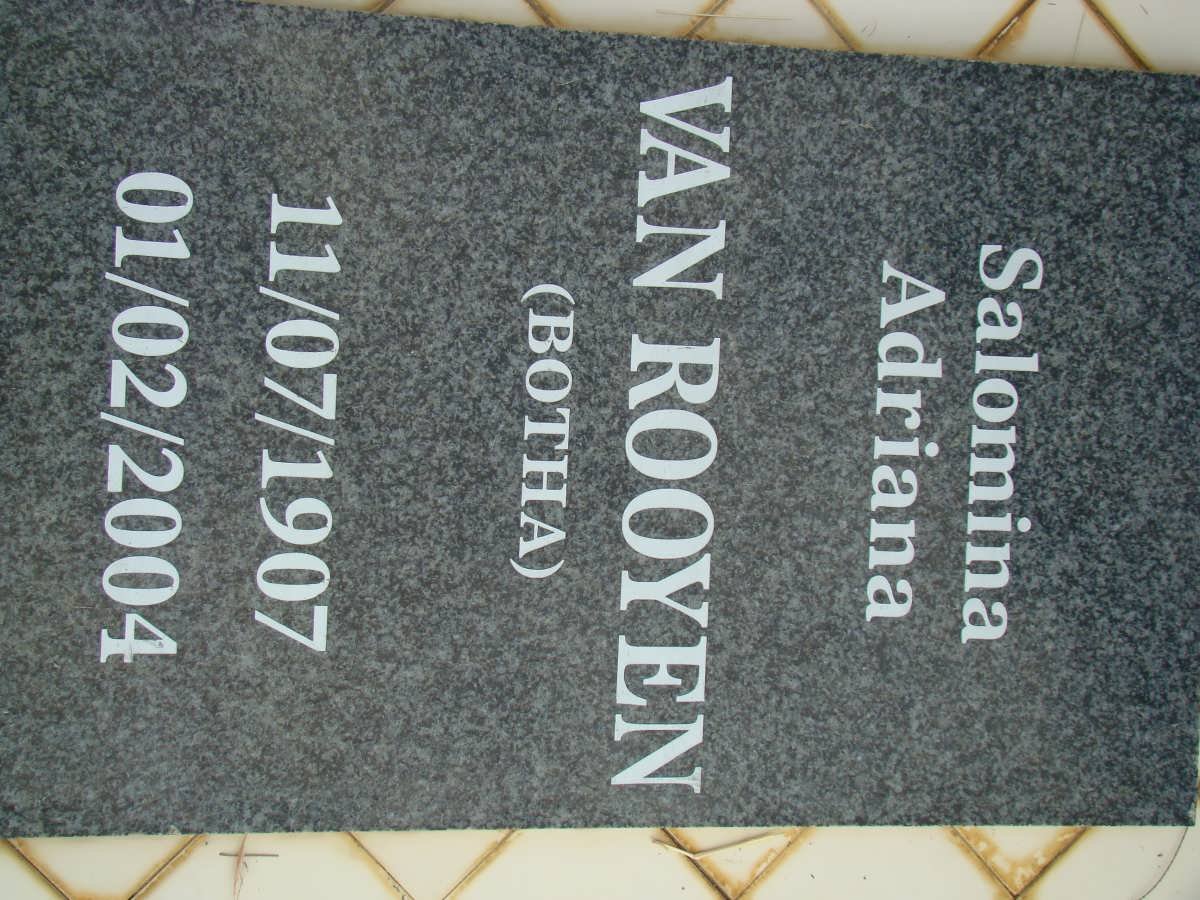 Salomina
Adriana
VAN ROOYEN
(BOTHA)
11/07/1907
01/02/2004